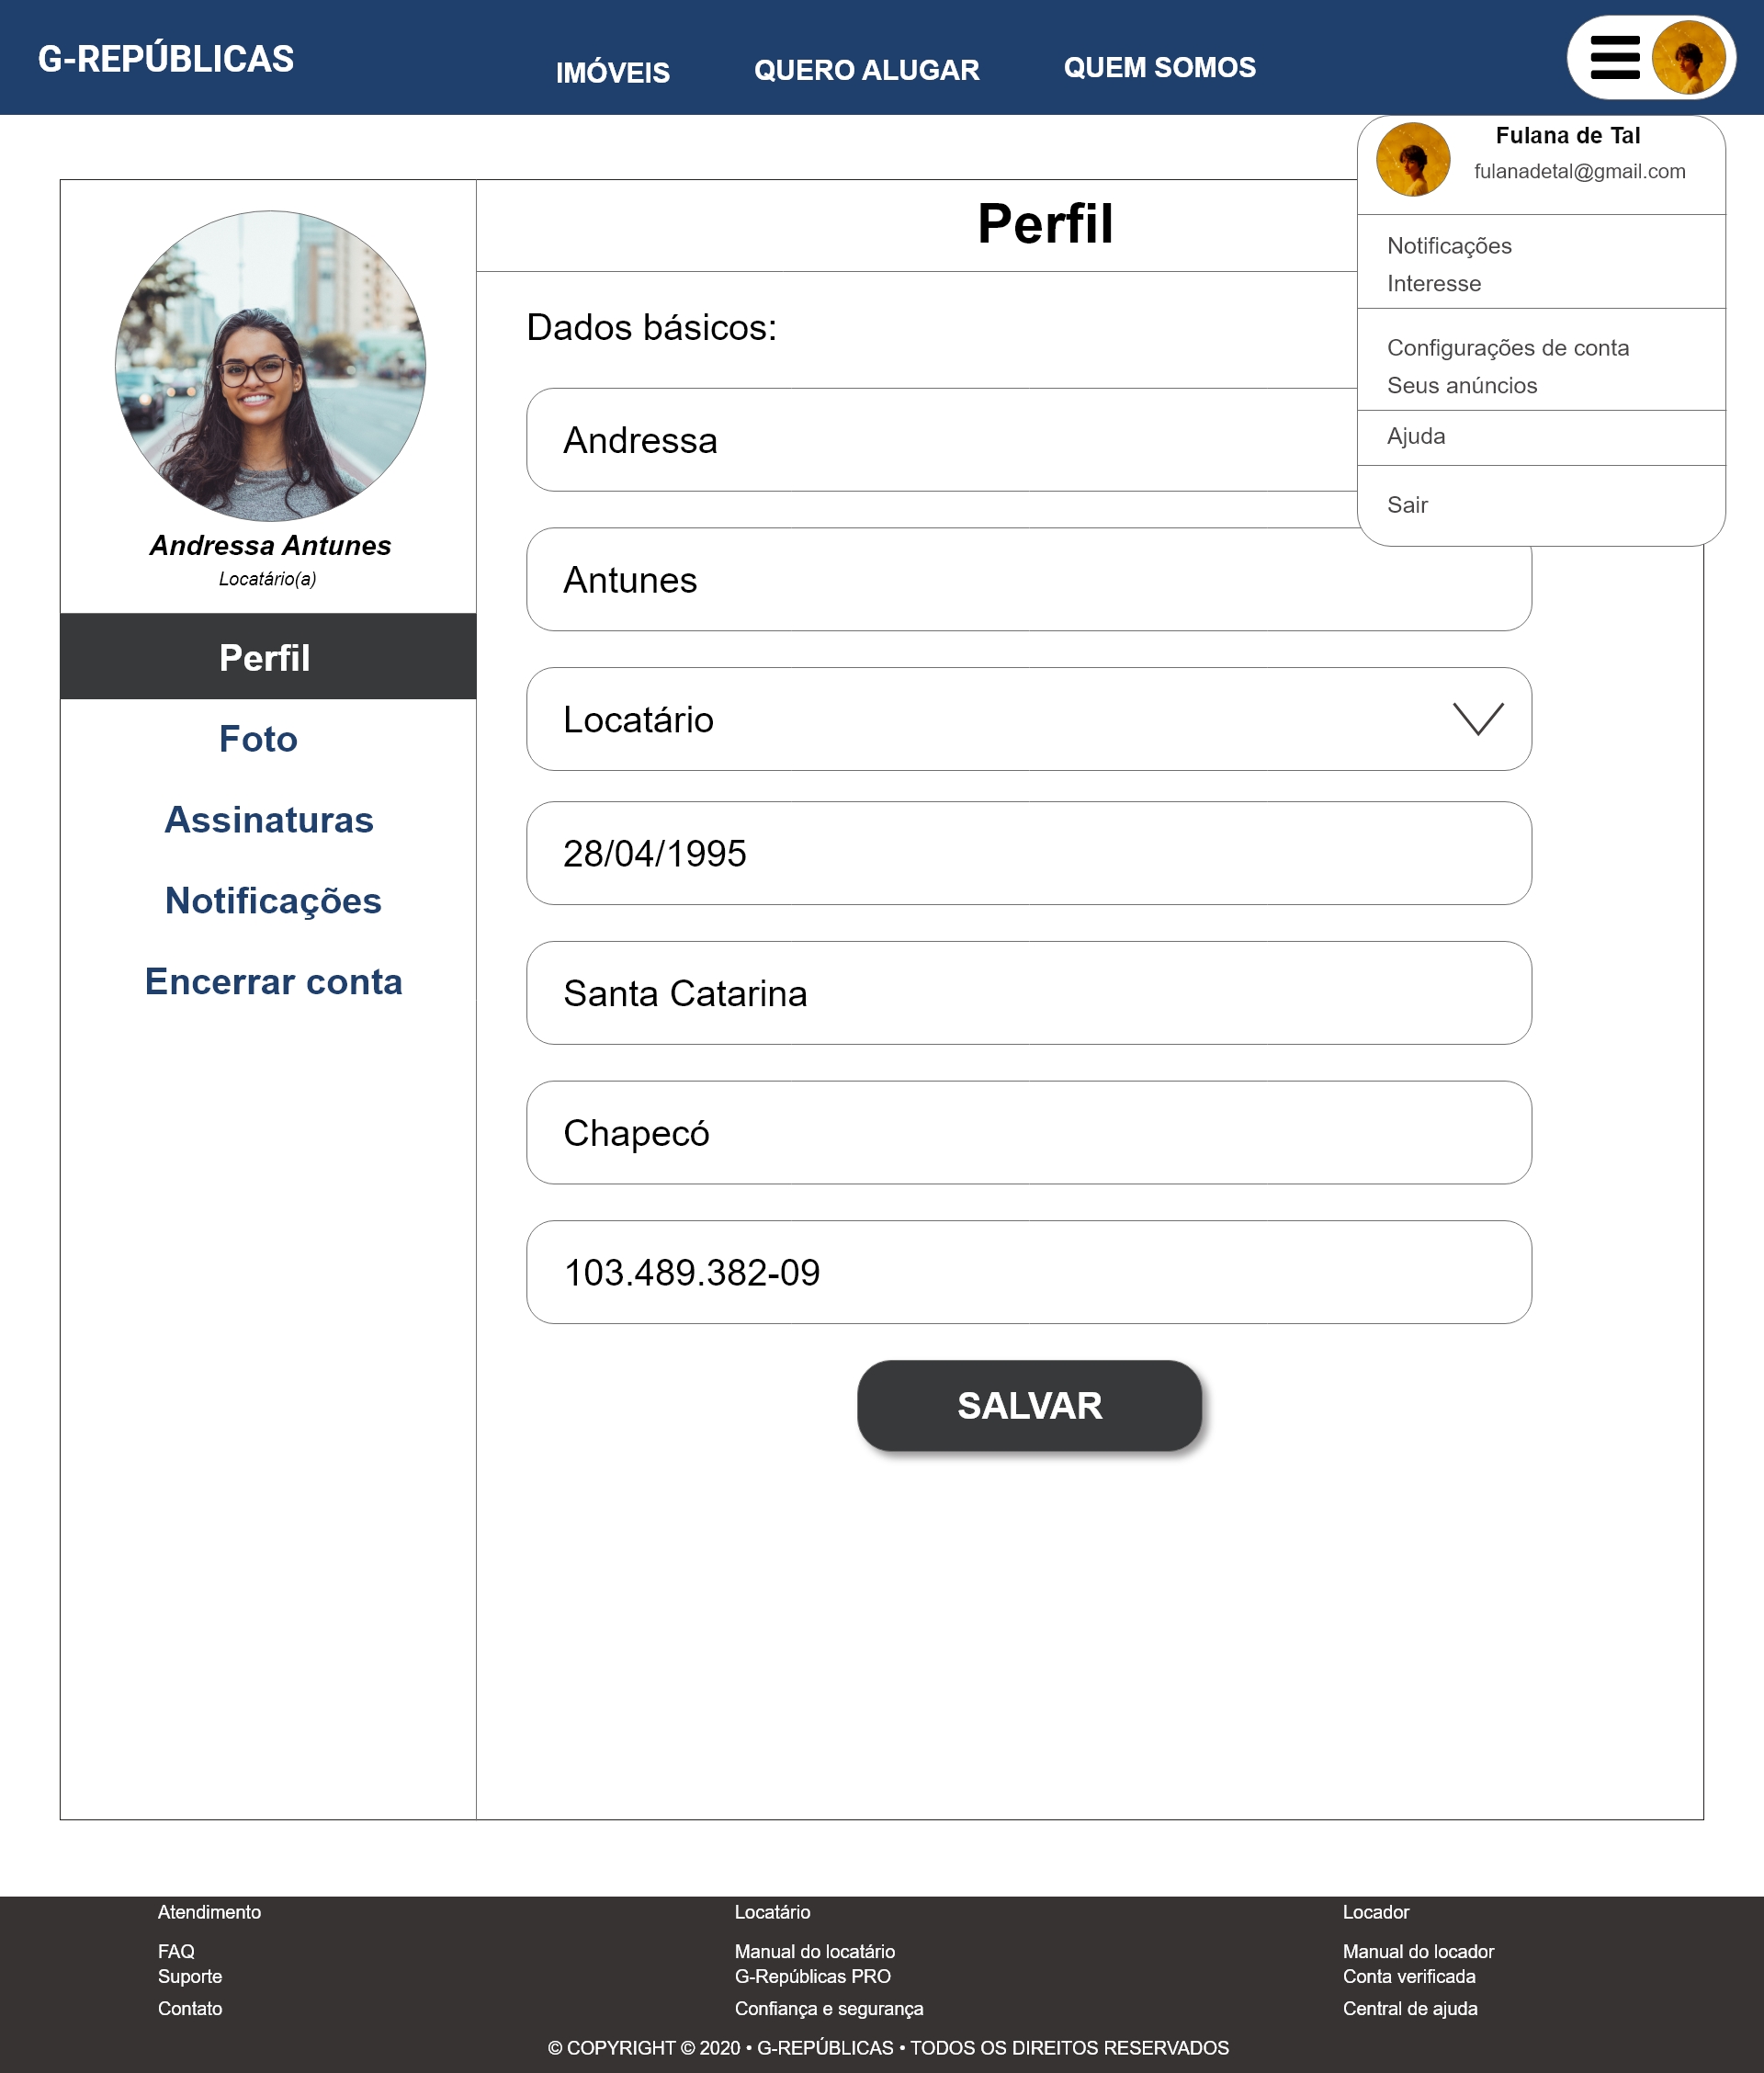 G-REPÚBLICAS
IMÓVEIS
QUERO ALUGAR
QUEM SOMOS
Fulana de Tal
fulanadetal@gmail.com
Notificações
Interesse
Configurações de conta
Seus anúncios
Ajuda
Sair
Andressa Antunes
Locatário(a)
Perfil
Foto
Assinaturas
Notificações
Encerrar conta
Perfil
Dados básicos:
Andressa
Antunes
Locatário
28/04/1995
Santa Catarina
Chapecó
103.489.382-09
SALVAR
Atendimento
FAQ
Suporte
Contato
Locatário
Manual do locatário
G-Repúblicas PRO
Confiança e segurança
Locador
Manual do locador
Conta verificada
Central de ajuda
© COPYRIGHT © 2020 • G-REPÚBLICAS • TODOS OS DIREITOS RESERVADOS